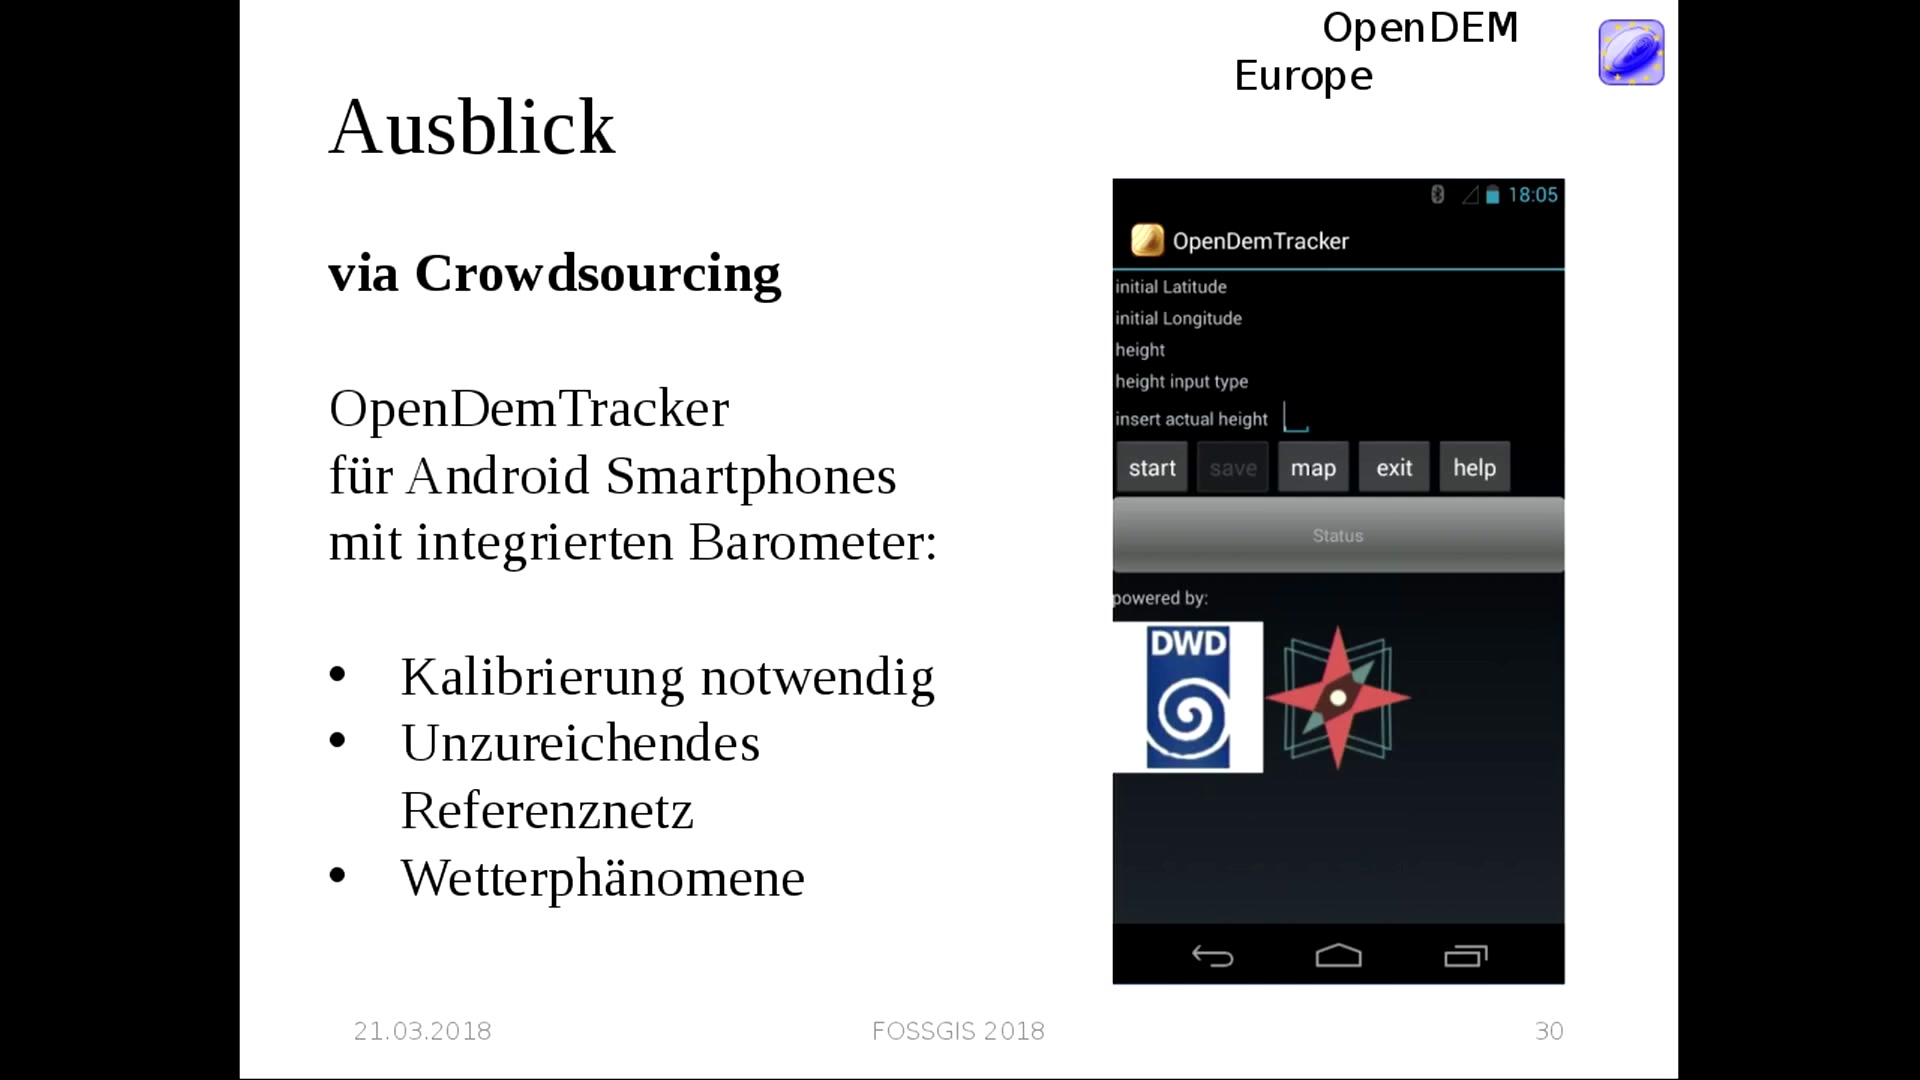 OpenDEM
Europe
Ausblick
via Crowdsourcing
OpenDemTracker
für Android Smartphones
mit integrierten Barometer:
• Kalibrierung notwendig
• Unzureichendes
Referenznetz
• Wetterphänomene
18:05
OpenDemTracker
initial Latitude
initial Longitude
height
height input type
insert actual height
start save map exit help
Status
powered by:
DWD
21.03.2018 FOSSGIS 2018 30